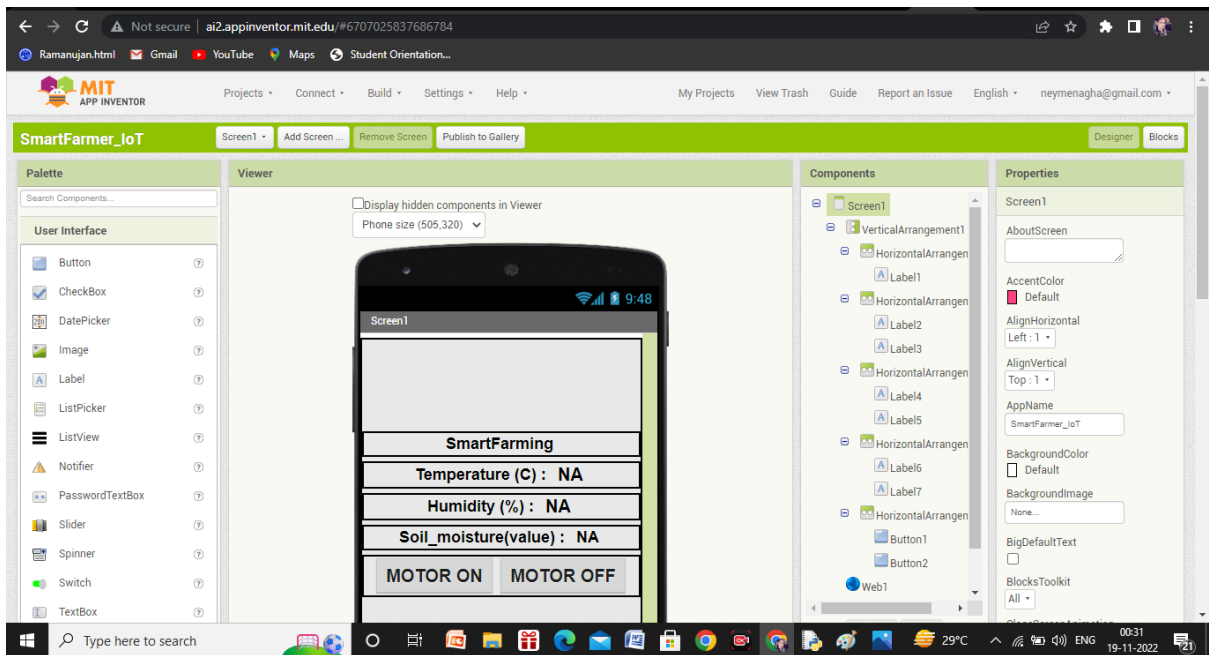 Not secure | ai2.appinventor.mit.edu/#6707025837686784
Ramanujan.html Gmail YouTube Maps Student Orientation...
MIT
APP INVENTOR
Projects Connect Build Settings Help My Projects View Trash Guide Report an Issue English neymenagha@gmail.com
SmartFarmer_IoT Screen1 Add Screen ... Remove Screen Publish to Gallery Designer Blocks
Palette
Search Components...
User Interface
Button ?
CheckBox ?
DatePicker ?
Image ?
Label ?
ListPicker ?
ListView ?
Notifier ?
PasswordTextBox ?
Slider ?
Spinner ?
Switch ?
TextBox ?
Viewer
Display hidden components in Viewer
Phone size (505,320)
9:48
Screen1
SmartFarming
Temperature (C) : NA
Humidity (%) : NA
Soil_moisture(value) : NA
MOTOR ON MOTOR OFF
Components
Screen1
VerticalArrangement1
HorizontalArrangen
Label1
HorizontalArrangen
Label2
Label3
HorizontalArrangen
Label4
Label5
HorizontalArrangen
Label6
Label7
HorizontalArrangen
Button1
Button2
Web1
Properties
Screen1
AboutScreen
AccentColor
Default
AlignHorizontal
Left : 1
AlignVertical
Top : 1
AppName
SmartFarmer_IoT
BackgroundColor
Default
BackgroundImage
None...
BigDefaultText
BlocksToolkit
All
Type here to search
29°C ENG 00:31
19-11-2022
21